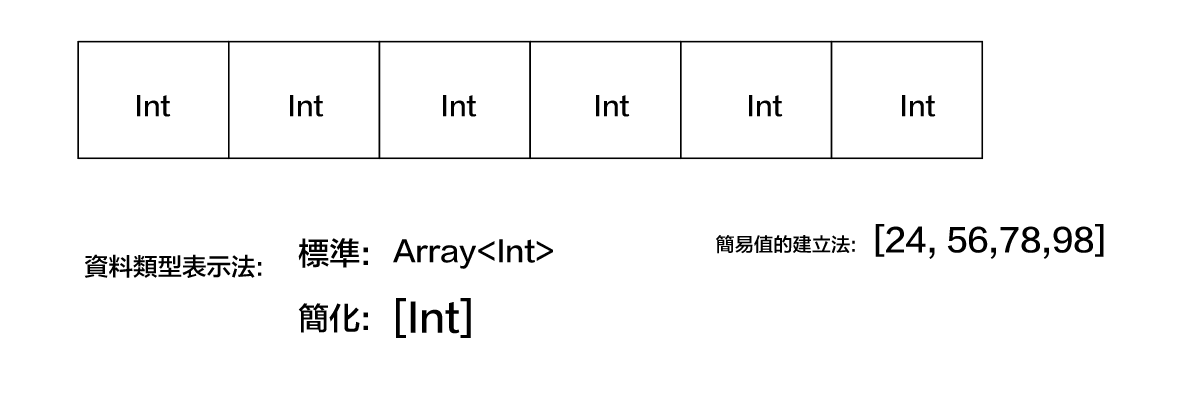 Int Int Int Int Int Int
資料類型表示法: 標準: Array<Int>
簡化: [Int]
簡易值的建立法: [24, 56,78,98]